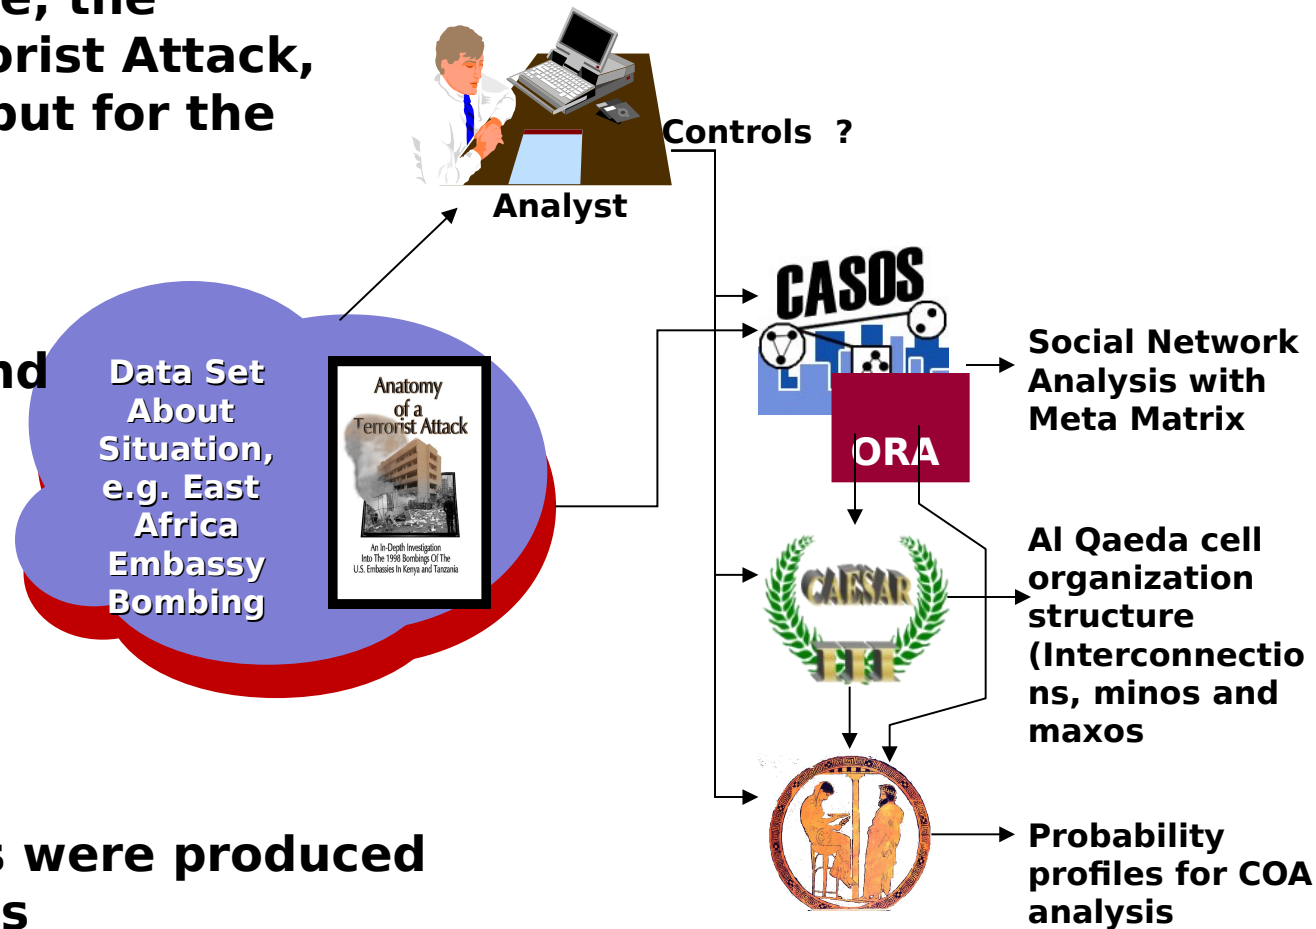 e, the
orist Attack,
put for the
Controls ?
Analyst
nd
Data Set
About
Situation,
e.g. East
Africa
Embassy
Bombing
Anatomy
of a
Terrorist Attack
An In-Depth Investigation
Into The 1998 Bombings Of The
U.S. Embassies In Kenya and Tanzania
CASOS
ORA
Social Network
Analysis with
Meta Matrix
CAESAR
III
Al Qaeda cell
organization
structure
(Interconnectio
ns, minos and
maxos
Probability
profiles for COA
analysis
s were produced
s